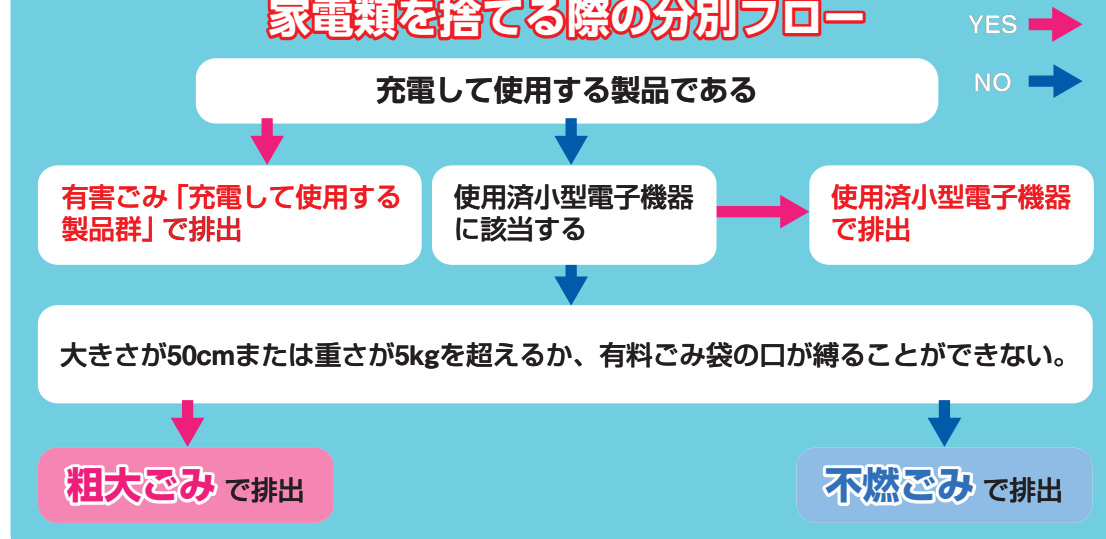 家電類を捨てる際の分別フロー
YES
NO
充電して使用する製品である
有害ごみ「充電して使用する
製品群」で排出
使用済小型電子機器
に該当する
使用済小型電子機器
で排出
大きさが50cmまたは重さが5kgを超えるか、有料ごみ袋の口が縛ることができない。
粗大ごみで排出
不燃ごみで排出